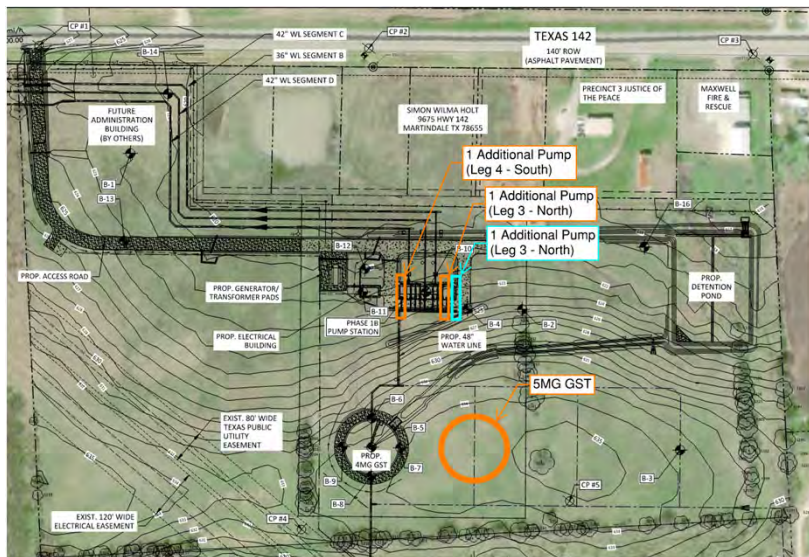 CP #1
625
B-14
42" WL SEGMENT C
36" WL SEGMENT B
42" WL SEGMENT D
CP #2
TEXAS 142
140' ROW
(ASPHALT PAVEMENT)
CP #3
FUTURE
ADMINISTRATION
BUILDING
(BY OTHERS)
SIMON WILMA HOLT
9675 HWY 142
MARTINDALE TX 78655
PRECINCT 3 JUSTICE OF
THE PEACE
MAXWELL
FIRE &
RESCUE
1 Additional Pump
(Leg 4 - South)
1 Additional Pump
(Leg 3 - North)
1 Additional Pump
(Leg 3 - North)
B-1
B-13
B-12
B-10
B-16
PROP. ACCESS ROAD
PROP. GENERATOR/
TRANSFORMER PADS
PROP.
DETENTION
POND
B-11
PHASE 1B
PUMP STATION
PROP. ELECTRICAL
BUILDING
PROP. 48"
WATER LINE
B-4
B-2
630
630
5MG GST
EXIST. 80' WIDE
TEXAS PUBLIC
UTILITY
EASEMENT
B-6
B-5
PROP.
4MG GST
B-7
B-9
B-8
635
B-3
CP #5
EXIST. 120' WIDE
ELECTRICAL EASEMENT
CP #4
630